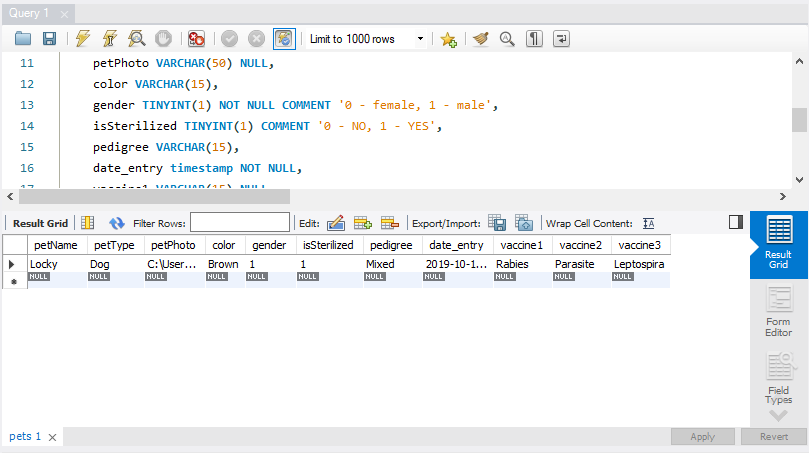 Query 1
Limit to 1000 rows
11 petPhoto VARCHAR(50) NULL,
12 color VARCHAR(15),
13 gender TINYINT(1) NOT NULL COMMENT '0 - female, 1 - male',
14 isSterilized TINYINT(1) COMMENT '0 - NO, 1 - YES',
15 pedigree VARCHAR(15),
16 date_entry timestamp NOT NULL,
17 vaccine1 VARCHAR(15) NULL
Result Grid Filter Rows: Edit: Export/Import: Wrap Cell Content:
petName petType petPhoto color gender isSterilized pedigree date_entry vaccine1 vaccine2 vaccine3
Locky Dog C:\User... Brown 1 1 Mixed 2019-10-1... Rabies Parasite Leptospira
NULL NULL NULL NULL NULL NULL NULL NULL NULL NULL NULL
Result
Grid
Form
Editor
Field
Types
pets 1
Apply Revert